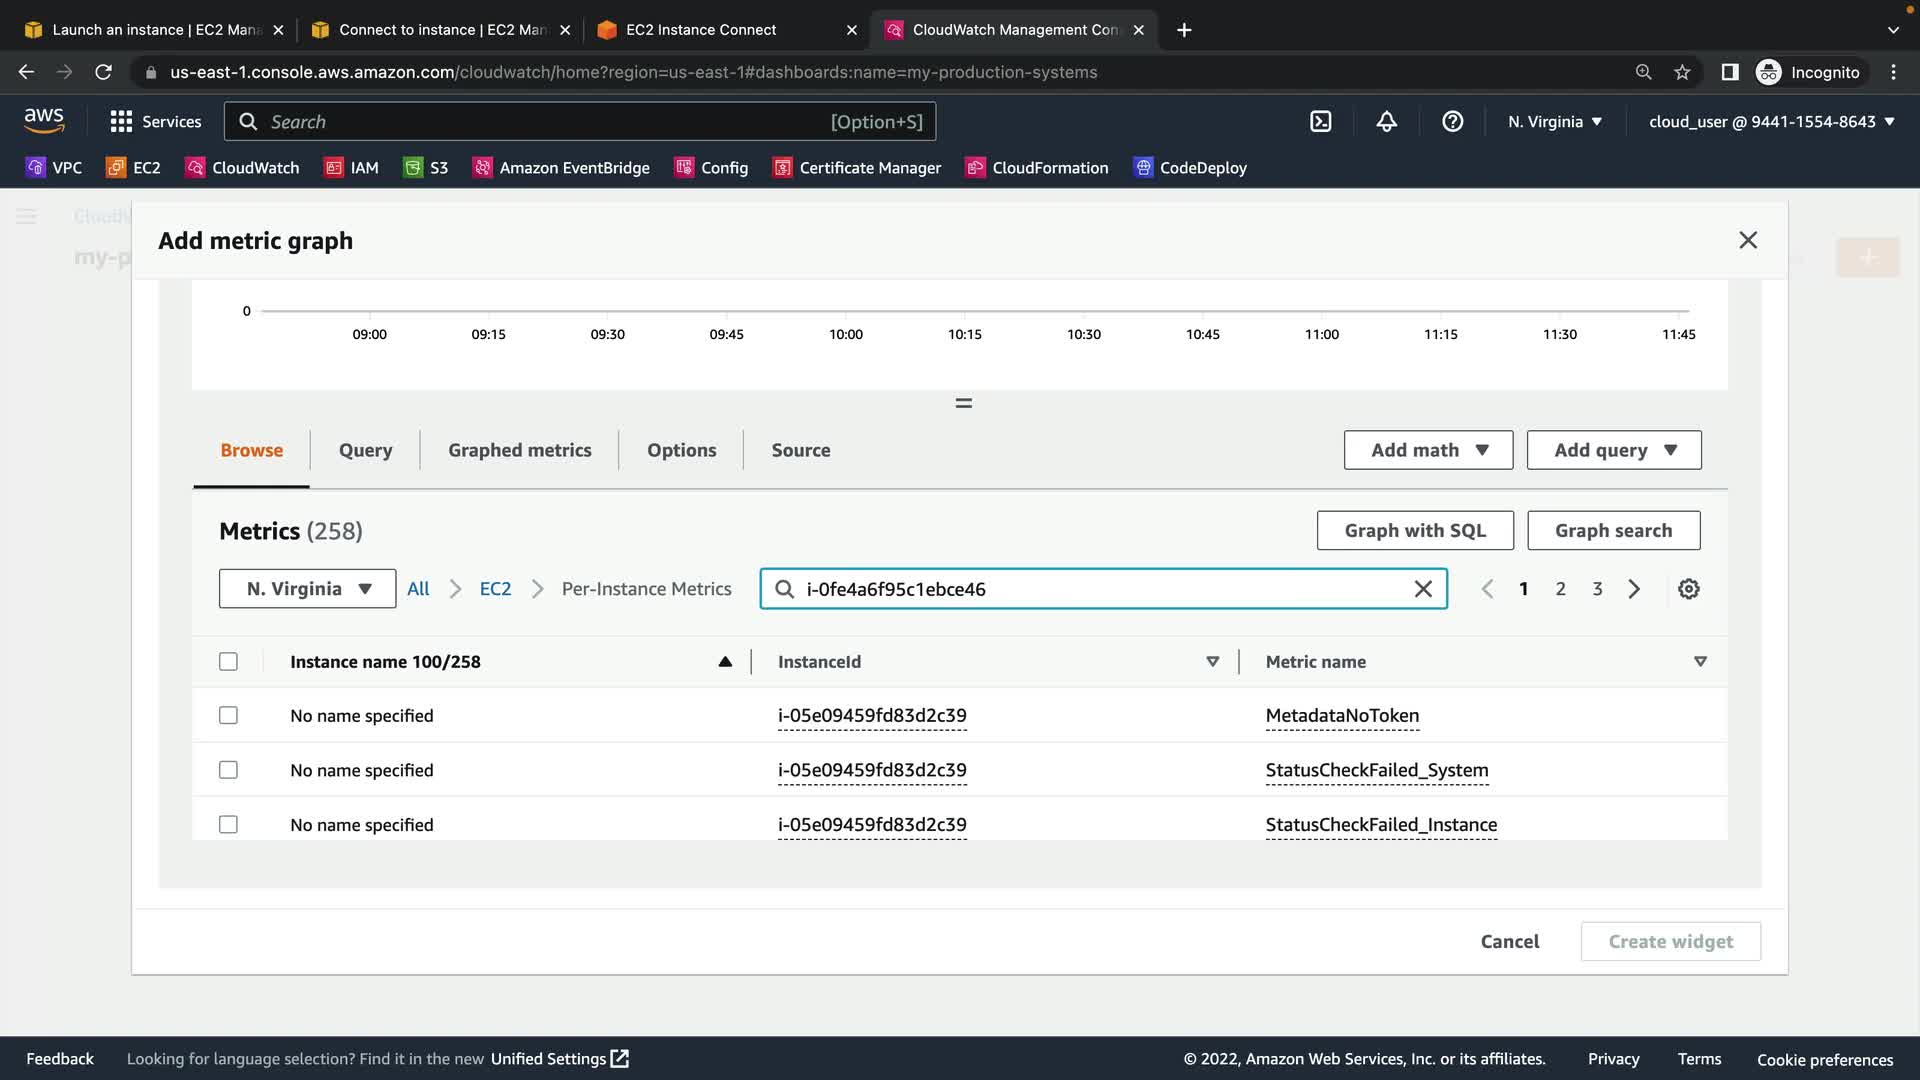 Launch an instance | EC2 Mana
Connect to instance | EC2 Man
EC2 Instance Connect
CloudWatch Management Con
us-east-1.console.aws.amazon.com/cloudwatch/home?region=us-east-1#dashboards:name=my-production-systems
Incognito
aws
Services
Search
[Option+S]
N. Virginia
cloud_user @ 9441-1554-8643
VPC
EC2
CloudWatch
IAM
S3
Amazon EventBridge
Config
Certificate Manager
CloudFormation
CodeDeploy
CloudW
my-p
Add metric graph
0
09:00 09:15 09:30 09:45 10:00 10:15 10:30 10:45 11:00 11:15 11:30 11:45
Browse
Query
Graphed metrics
Options
Source
Add math
Add query
Metrics (258)
Graph with SQL
Graph search
N. Virginia
All
EC2
Per-Instance Metrics
i-0fe4a6f95c1ebce46
1 2 3
Instance name 100/258
InstanceId
Metric name
No name specified i-05e09459fd83d2c39 MetadataNoToken
No name specified i-05e09459fd83d2c39 StatusCheckFailed_System
No name specified i-05e09459fd83d2c39 StatusCheckFailed_Instance
Cancel
Create widget
Feedback
Looking for language selection? Find it in the new Unified Settings
© 2022, Amazon Web Services, Inc. or its affiliates.
Privacy
Terms
Cookie preferences